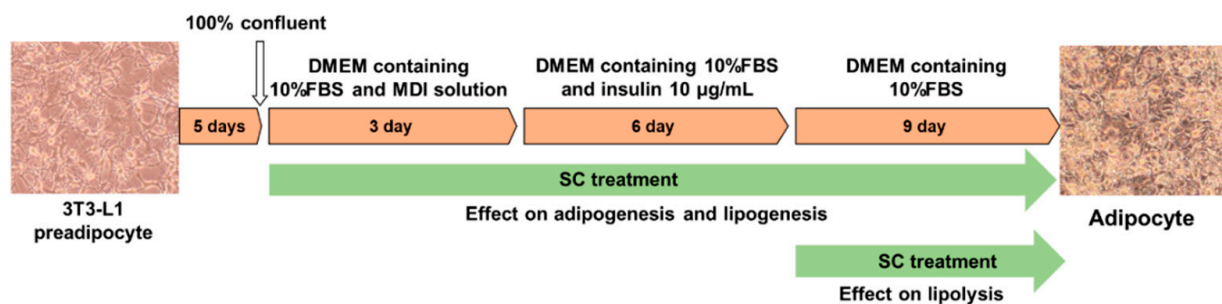 100% confluent
DMEM containing
10%FBS and MDI solution
DMEM containing 10%FBS
and insulin 10 µg/mL
DMEM containing
10%FBS
5 days
3 day
6 day
9 day
SC treatment
Effect on adipogenesis and lipogenesis
3T3-L1
preadipocyte
Adipocyte
SC treatment
Effect on lipolysis